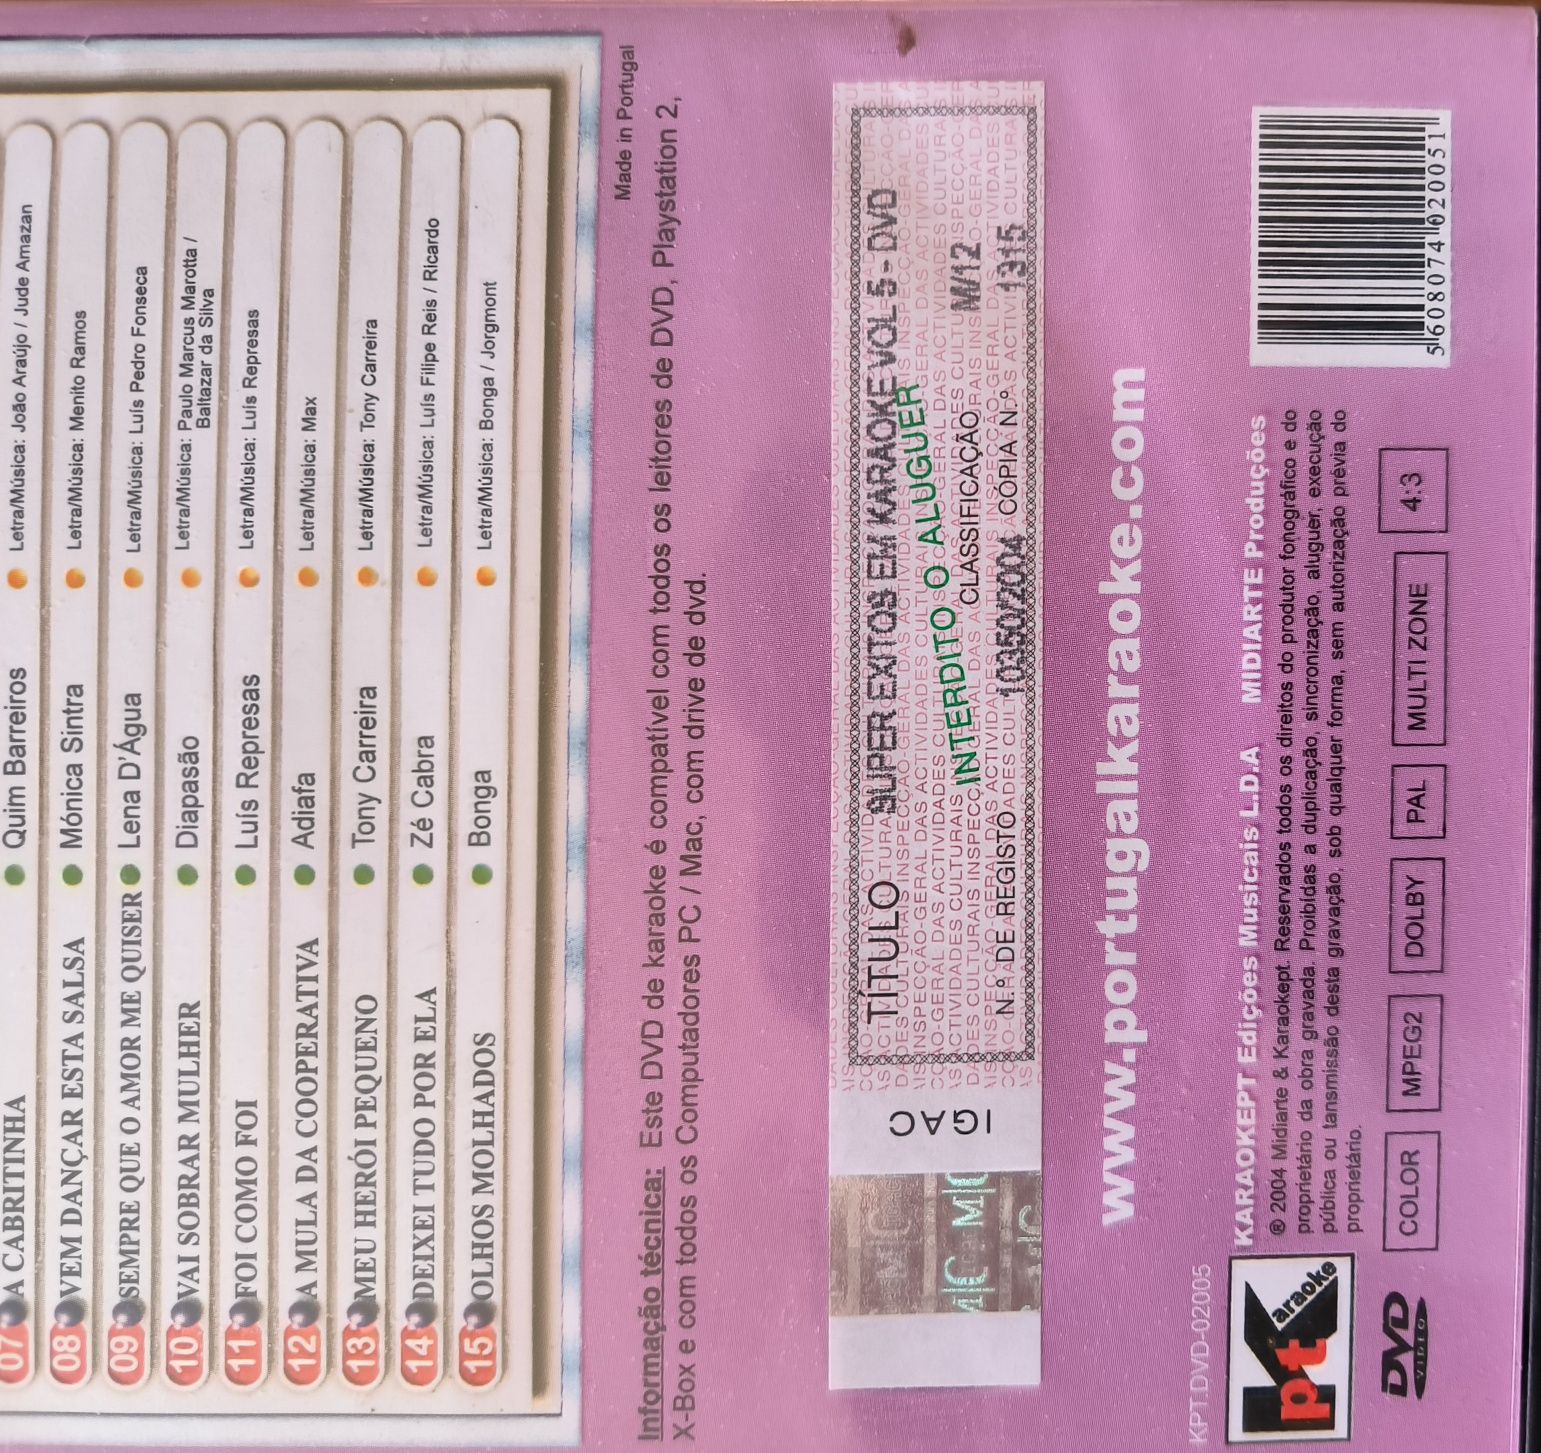 07 A CABRITINHA Quim Barreiros Letra/Música: João Araújo / Jude Amazan
08 VEM DANÇAR ESTA SALSA Mónica Sintra Letra/Música: Menito Ramos
09 SEMPRE QUE O AMOR ME QUISER Lena D'Água Letra/Música: Luís Pedro Fonseca
10 VAI SOBRAR MULHER Diapasão Letra/Música: Paulo Marcus Marotta /
Baltazar da Silva
11 FOI COMO FOI Luís Represas Letra/Música: Luís Represas
12 A MULA DA COOPERATIVA Adiafa Letra/Música: Max
13 MEU HERÓI PEQUENO Tony Carreira Letra/Música: Tony Carreira
14 DEIXEI TUDO POR ELA Zé Cabra Letra/Música: Luís Filipe Reis / Ricardo
15 OLHOS MOLHADOS Bonga Letra/Música: Bonga / Jorgmont
Made in Portugal
Informação técnica: Este DVD de karaoke é compatível com todos os leitores de DVD, Playstation 2,
X-Box e com todos os Computadores PC / Mac, com drive de dvd.
IGAC
TÍTULO SUPER EXITOS EM KARAOKE VOL 5 - DVD
INTERDITO O ALUGUER
CLASSIFICAÇÃO M/12
N.º DE REGISTO 10350/2004 COPIA N.º 1315
www.portugalkaraoke.com
KPT.DVD-02005
Kpt
araoke
KARAOKEPT Edições Musicais L.D.A MIDIARTE Produções
® 2004 Midiarte & Karaokept. Reservados todos os direitos do produtor fonográfico e do
proprietário da obra gravada. Proibidas a duplicação, sincronização, aluguer, execução
pública ou tansmissão desta gravação, sob qualquer forma, sem autorização prévia do
proprietário.
5 608074 020051
DVD
VIDEO
COLOR MPEG2 DOLBY PAL MULTI ZONE 4:3